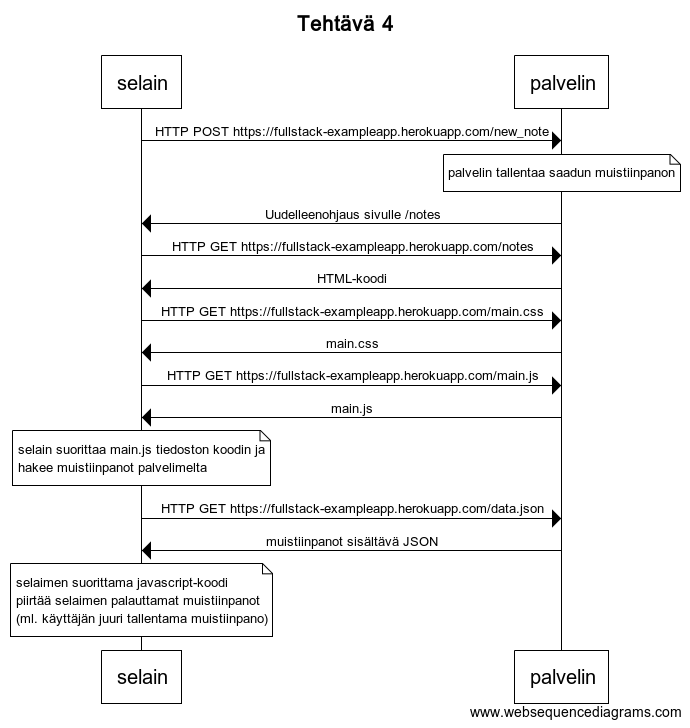 Tehtävä 4
selain palvelin
HTTP POST https://fullstack-exampleapp.herokuapp.com/new_note
palvelin tallentaa saadun muistiinpanon
Uudelleenohjaus sivulle /notes
HTTP GET https://fullstack-exampleapp.herokuapp.com/notes
HTML-koodi
HTTP GET https://fullstack-exampleapp.herokuapp.com/main.css
main.css
HTTP GET https://fullstack-exampleapp.herokuapp.com/main.js
main.js
selain suorittaa main.js tiedoston koodin ja
hakee muistiinpanot palvelimelta
HTTP GET https://fullstack-exampleapp.herokuapp.com/data.json
muistiinpanot sisältävä JSON
selaimen suorittama javascript-koodi
piirtää selaimen palauttamat muistiinpanot
(ml. käyttäjän juuri tallentama muistiinpano)
selain palvelin
www.websequencediagrams.com